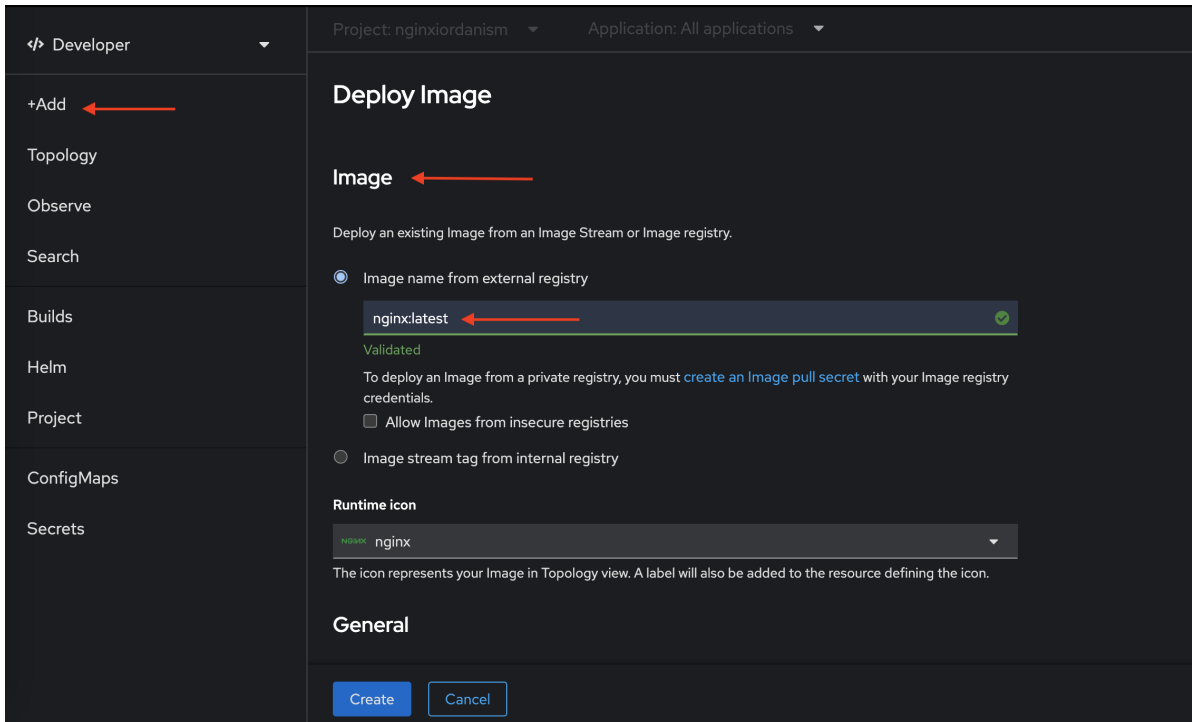 Developer
+Add
Topology
Observe
Search
Builds
Helm
Project
ConfigMaps
Secrets
Project: nginxiordanism
Application: All applications
Deploy Image
Image
Deploy an existing Image from an Image Stream or Image registry.
Image name from external registry
nginx:latest
Validated
To deploy an Image from a private registry, you must create an Image pull secret with your Image registry
credentials.
Allow Images from insecure registries
Image stream tag from internal registry
Runtime icon
NGINX nginx
The icon represents your Image in Topology view. A label will also be added to the resource defining the icon.
General
Create
Cancel